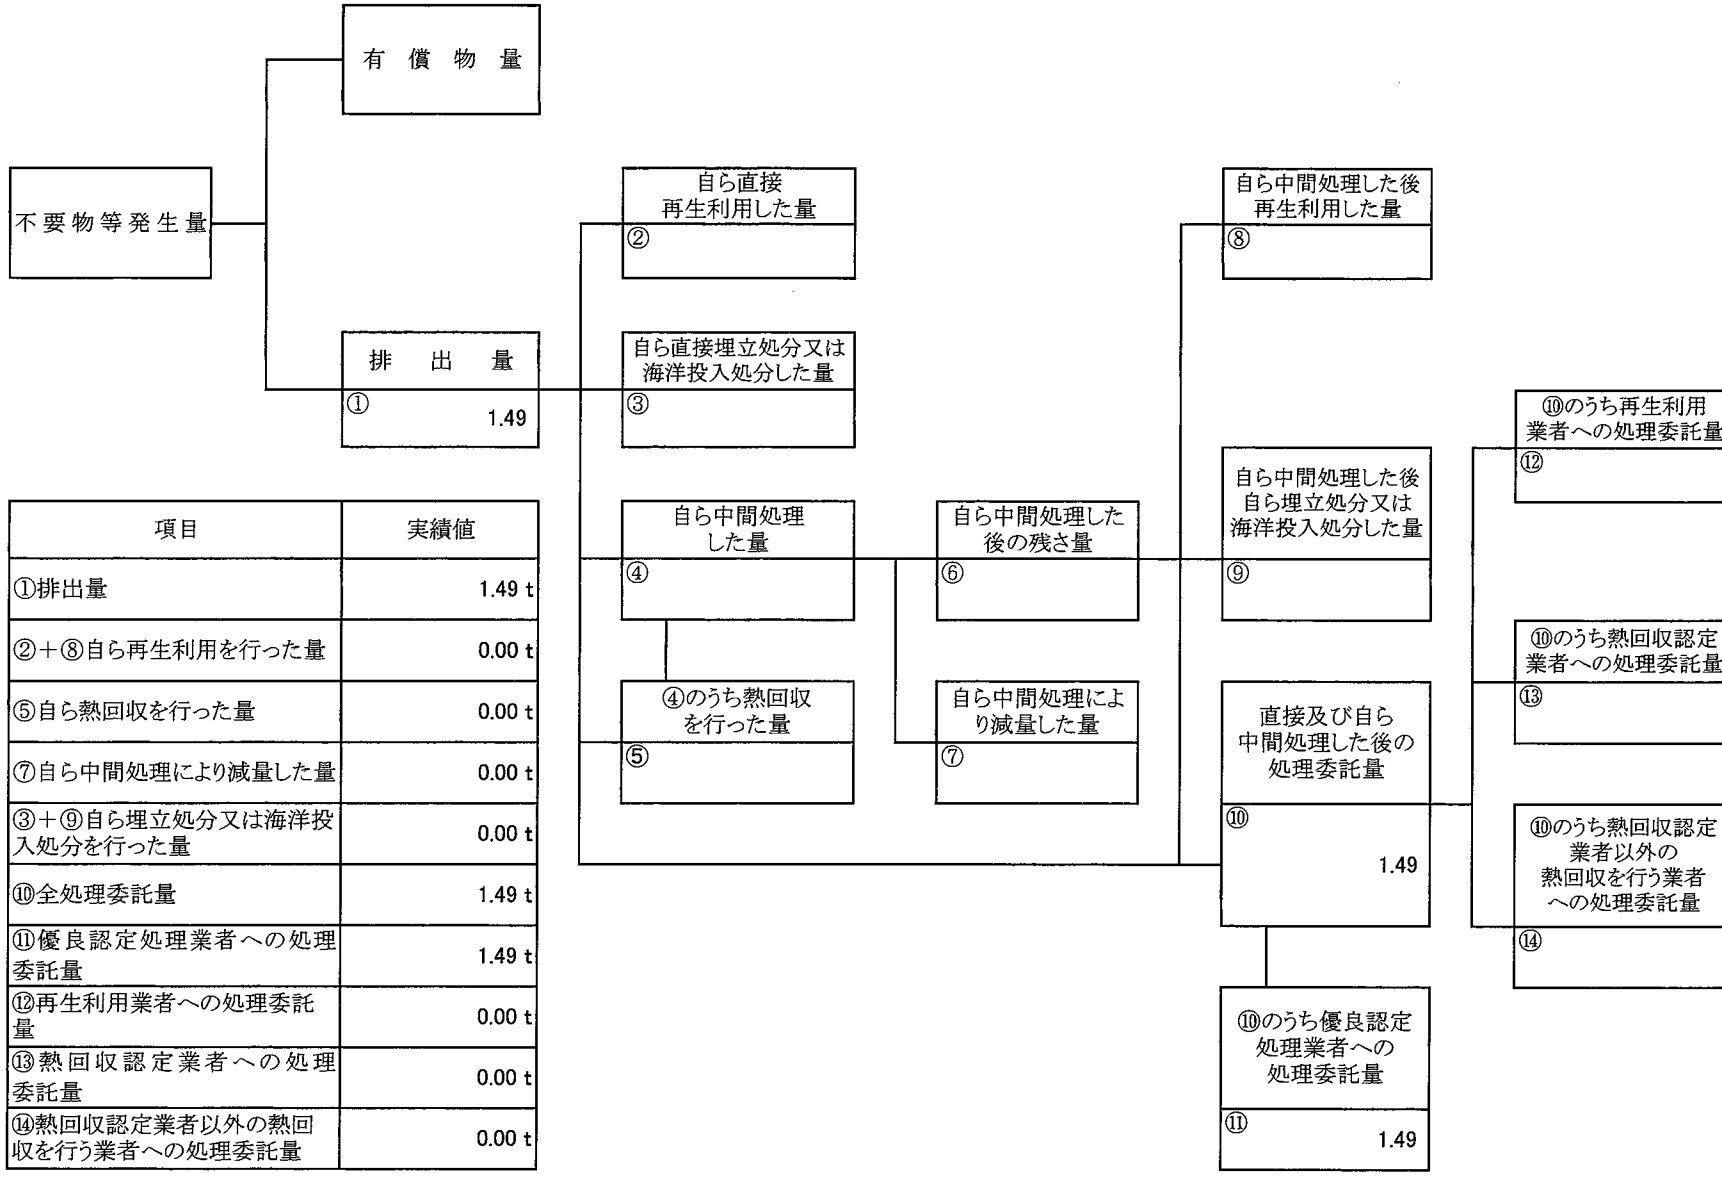 有償物量
不要物等発生量
自ら直接
再生利用した量
②
自ら中間処理した後
再生利用した量
⑧
排出量
①
1.49
自ら直接埋立処分又は
海洋投入処分した量
③
⑩のうち再生利用
業者への処理委託量
⑫
自ら中間処理
した量
④
自ら中間処理した
後の残さ量
⑥
自ら中間処理した後
自ら埋立処分又は
海洋投入処分した量
⑨
④のうち熱回収
を行った量
⑤
自ら中間処理によ
り減量した量
⑦
直接及び自ら
中間処理した後の
処理委託量
⑩
1.49
⑩のうち熱回収認定
業者への処理委託量
⑬
⑩のうち熱回収認定
業者以外の
熱回収を行う業者
への処理委託量
⑭
⑩のうち優良認定
処理業者への
処理委託量
⑪
1.49
項目 実績値
①排出量 1.49 t
②+⑧自ら再生利用を行った量 0.00 t
⑤自ら熱回収を行った量 0.00 t
⑦自ら中間処理により減量した量 0.00 t
③+⑨自ら埋立処分又は海洋投
入処分を行った量 0.00 t
⑩全処理委託量 1.49 t
⑪優良認定処理業者への処理
委託量 1.49 t
⑫再生利用業者への処理委託
量 0.00 t
⑬熱回収認定業者への処理
委託量 0.00 t
⑭熱回収認定業者以外の熱回
収を行う業者への処理委託量 0.00 t